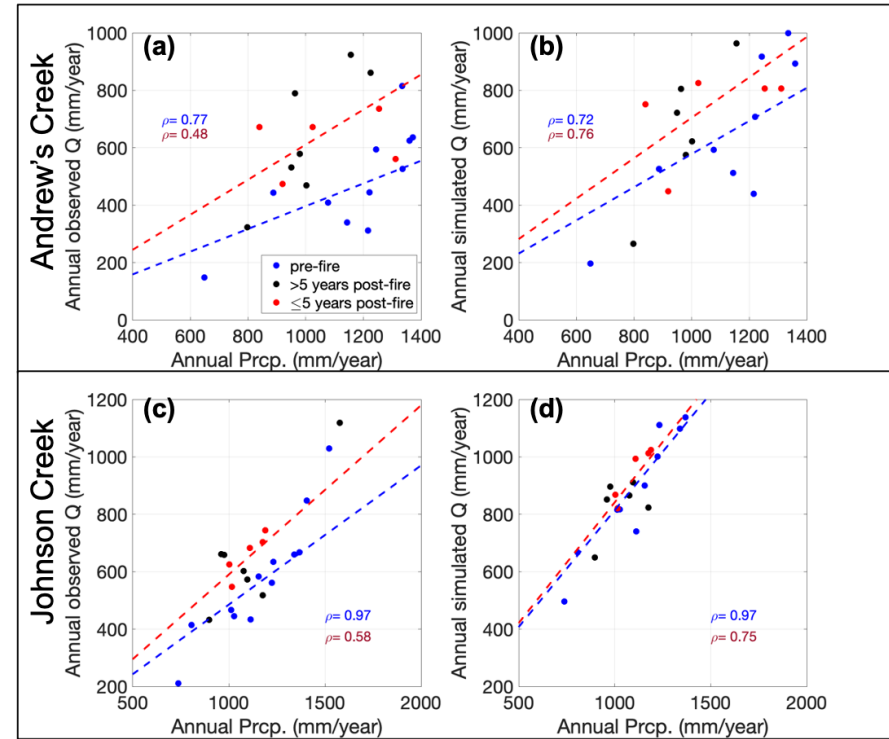 Andrew's Creek
(a)
Annual observed Q (mm/year)
1000
800
600
400
200
0
ρ= 0.77
ρ= 0.48
pre-fire
>5 years post-fire
≤5 years post-fire
400 600 800 1000 1200 1400
Annual Prcp. (mm/year)
(b)
Annual simulated Q (mm/year)
1000
800
600
400
200
0
ρ= 0.72
ρ= 0.76
400 600 800 1000 1200 1400
Annual Prcp. (mm/year)
Johnson Creek
(c)
Annual observed Q (mm/year)
1200
1000
800
600
400
200
ρ= 0.97
ρ= 0.58
500 1000 1500 2000
Annual Prcp. (mm/year)
(d)
Annual simulated Q (mm/year)
1200
1000
800
600
400
200
ρ= 0.97
ρ= 0.75
500 1000 1500 2000
Annual Prcp. (mm/year)